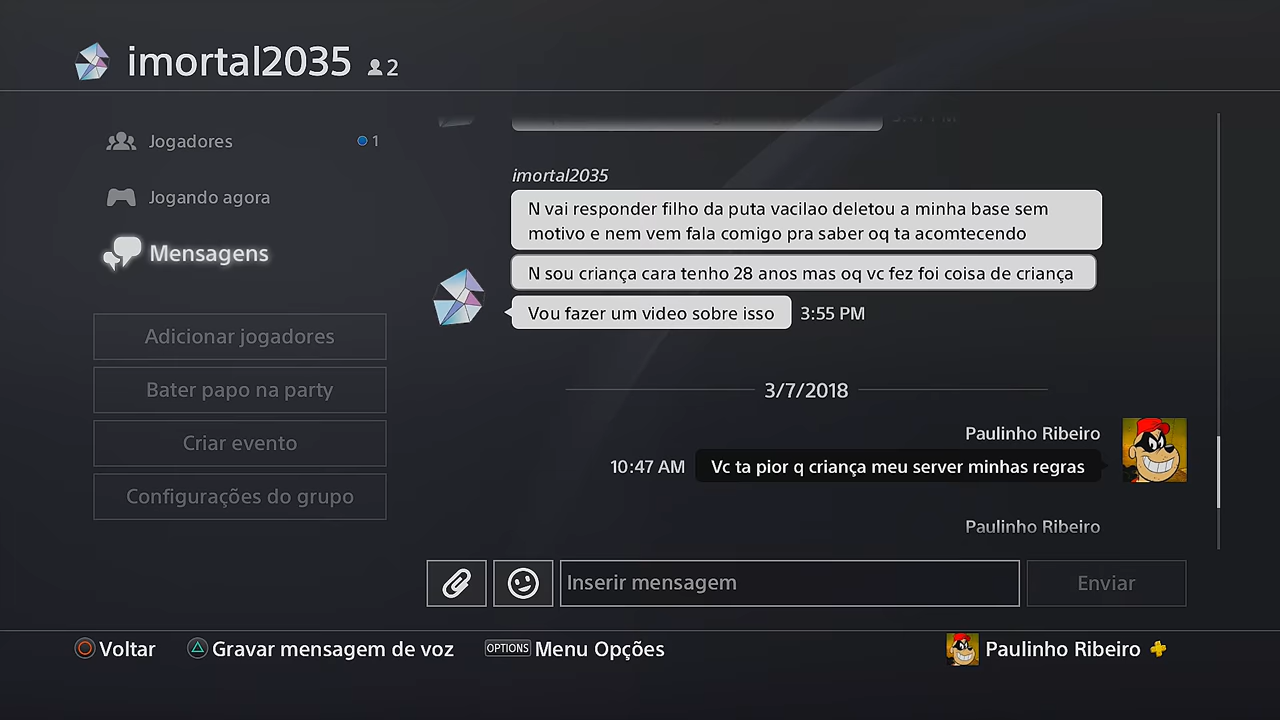 imortal2035 2
Jogadores 1
Jogando agora
Mensagens
Adicionar jogadores
Bater papo na party
Criar evento
Configurações do grupo
imortal2035
N vai responder filho da puta vacilao deletou a minha base sem
motivo e nem vem fala comigo pra saber oq ta acomtecendo
N sou criança cara tenho 28 anos mas oq vc fez foi coisa de criança
Vou fazer um video sobre isso 3:55 PM
3/7/2018
Paulinho Ribeiro
10:47 AM Vc ta pior q criança meu server minhas regras
Paulinho Ribeiro
Inserir mensagem
Enviar
Voltar Gravar mensagem de voz OPTIONS Menu Opções Paulinho Ribeiro